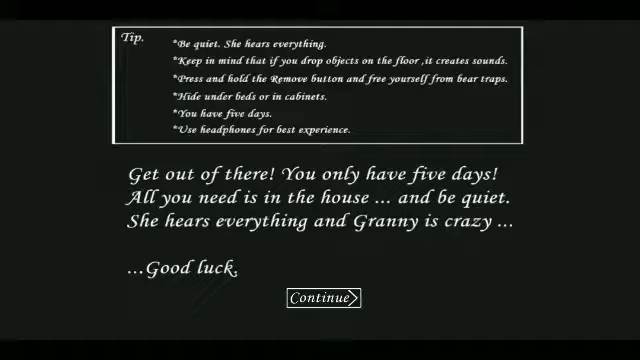 Tip.
*Be quiet. She hears everything.
*Keep in mind that if you drop objects on the floor ,it creates sounds.
*Press and hold the Remove button and free yourself from bear traps.
*Hide under beds or in cabinets.
*You have five days.
*Use headphones for best experience.
Get out of there! You only have five days!
All you need is in the house ... and be quiet.
She hears everything and Granny is crazy ...
...Good luck.
Continue